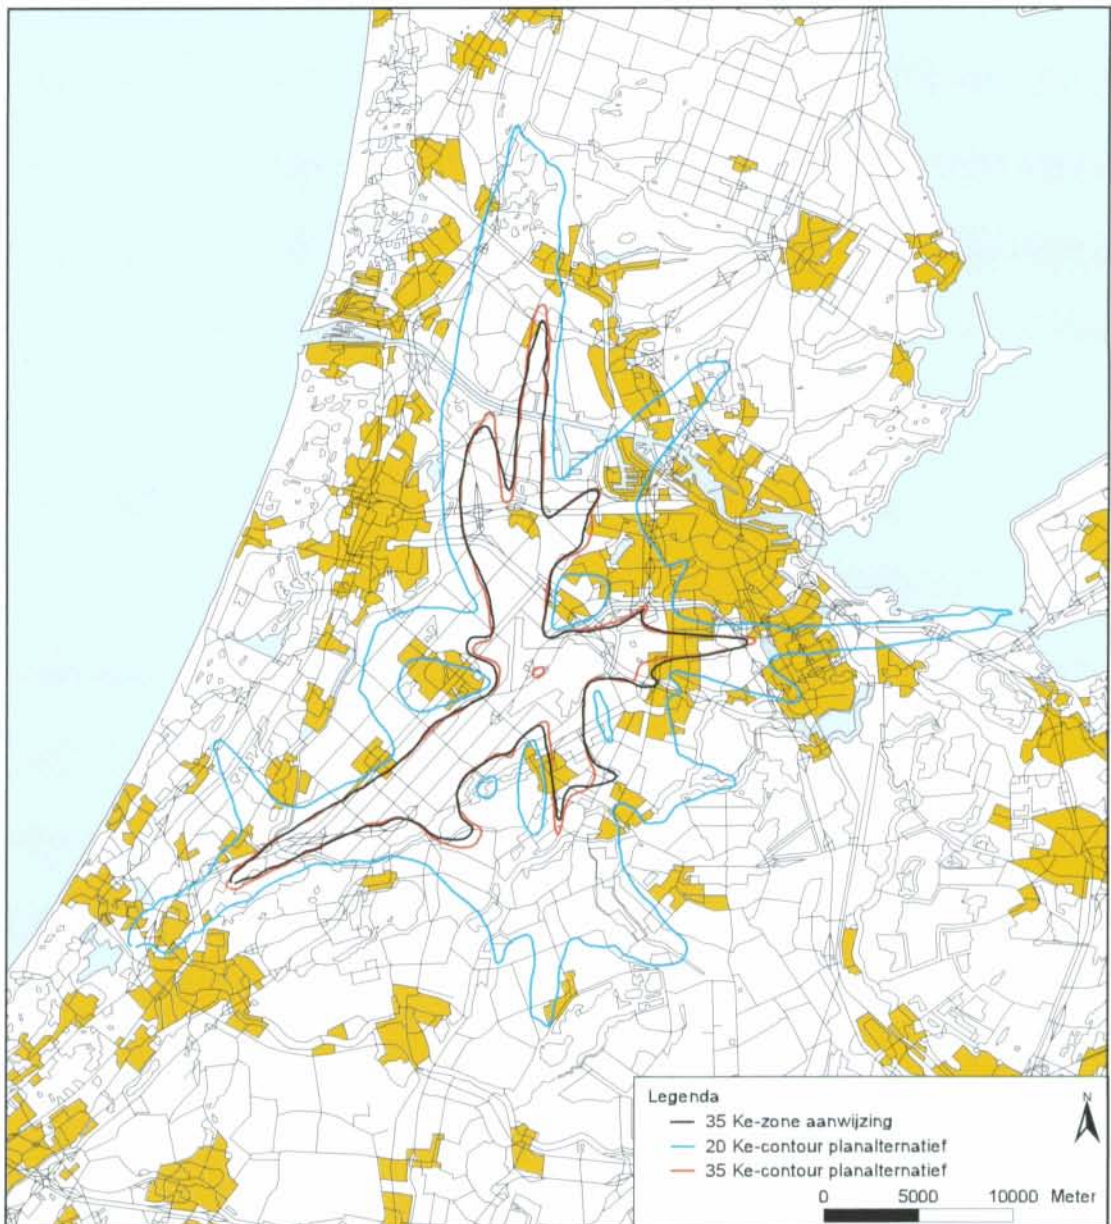 Legenda
N
35 Ke-zone aanwijzing
20 Ke-contour planalternatief
35 Ke-contour planalternatief
0 5000 10000 Meter